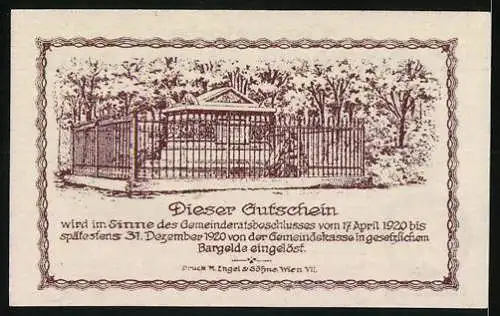 Dieser Gutschein
wird im Sinne des Gemeinderatsbeschlusses vom 17 April 1920 bis
spätestens 31. Dezember 1920 von der Gemeindekasse in gesetzlichem
Bargelde eingelöst.
Druck R. Engel & Söhne, Wien VII.